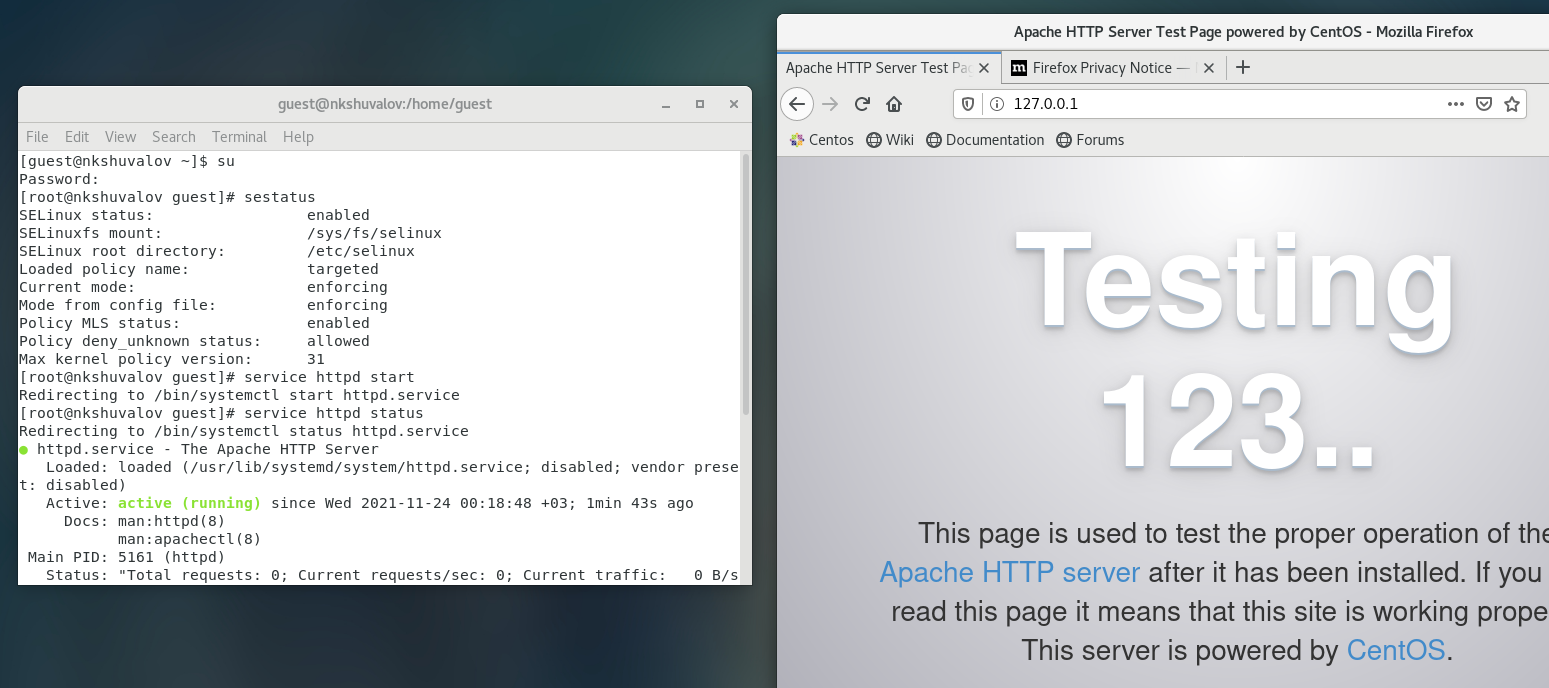 guest@nkshuvalov:/home/guest
File Edit View Search Terminal Help
[guest@nkshuvalov ~]$ su
Password:
[root@nkshuvalov guest]# sestatus
SELinux status:                 enabled
SELinuxfs mount:                /sys/fs/selinux
SELinux root directory:         /etc/selinux
Loaded policy name:             targeted
Current mode:                   enforcing
Mode from config file:          enforcing
Policy MLS status:              enabled
Policy deny_unknown status:     allowed
Max kernel policy version:      31
[root@nkshuvalov guest]# service httpd start
Redirecting to /bin/systemctl start httpd.service
[root@nkshuvalov guest]# service httpd status
Redirecting to /bin/systemctl status httpd.service
● httpd.service - The Apache HTTP Server
   Loaded: loaded (/usr/lib/systemd/system/httpd.service; disabled; vendor prese
t: disabled)
   Active: active (running) since Wed 2021-11-24 00:18:48 +03; 1min 43s ago
     Docs: man:httpd(8)
           man:apachectl(8)
 Main PID: 5161 (httpd)
   Status: "Total requests: 0; Current requests/sec: 0; Current traffic:   0 B/s
Apache HTTP Server Test Page powered by CentOS - Mozilla Firefox
Apache HTTP Server Test Pag
m Firefox Privacy Notice —
127.0.0.1
Centos Wiki Documentation Forums
Testing
123..
This page is used to test the proper operation of the
Apache HTTP server after it has been installed. If you
read this page it means that this site is working prope
This server is powered by CentOS.